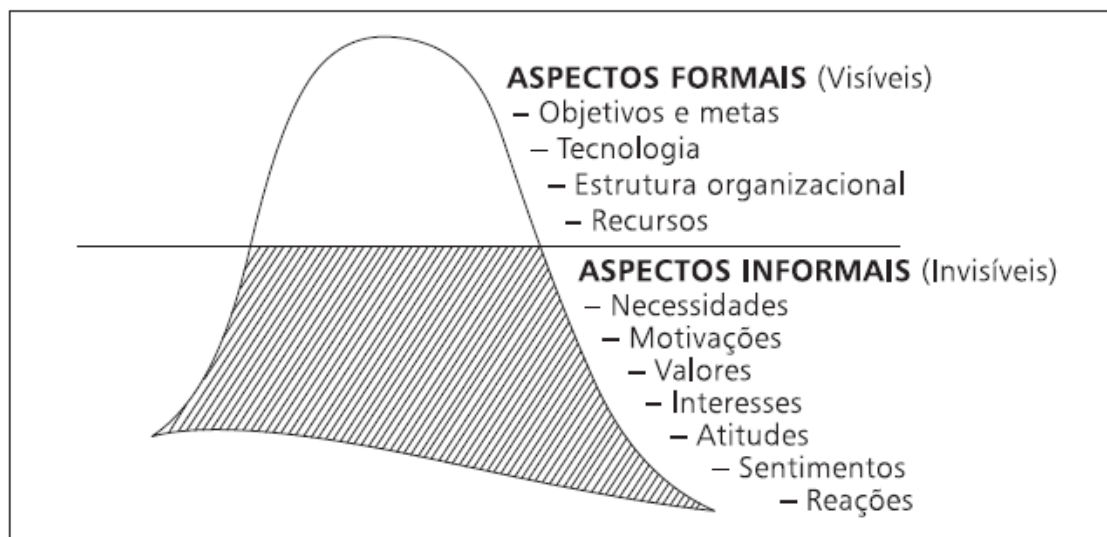 ASPECTOS FORMAIS (Visíveis)
– Objetivos e metas
– Tecnologia
– Estrutura organizacional
– Recursos
ASPECTOS INFORMAIS (Invisíveis)
– Necessidades
– Motivações
– Valores
– Interesses
– Atitudes
– Sentimentos
– Reações